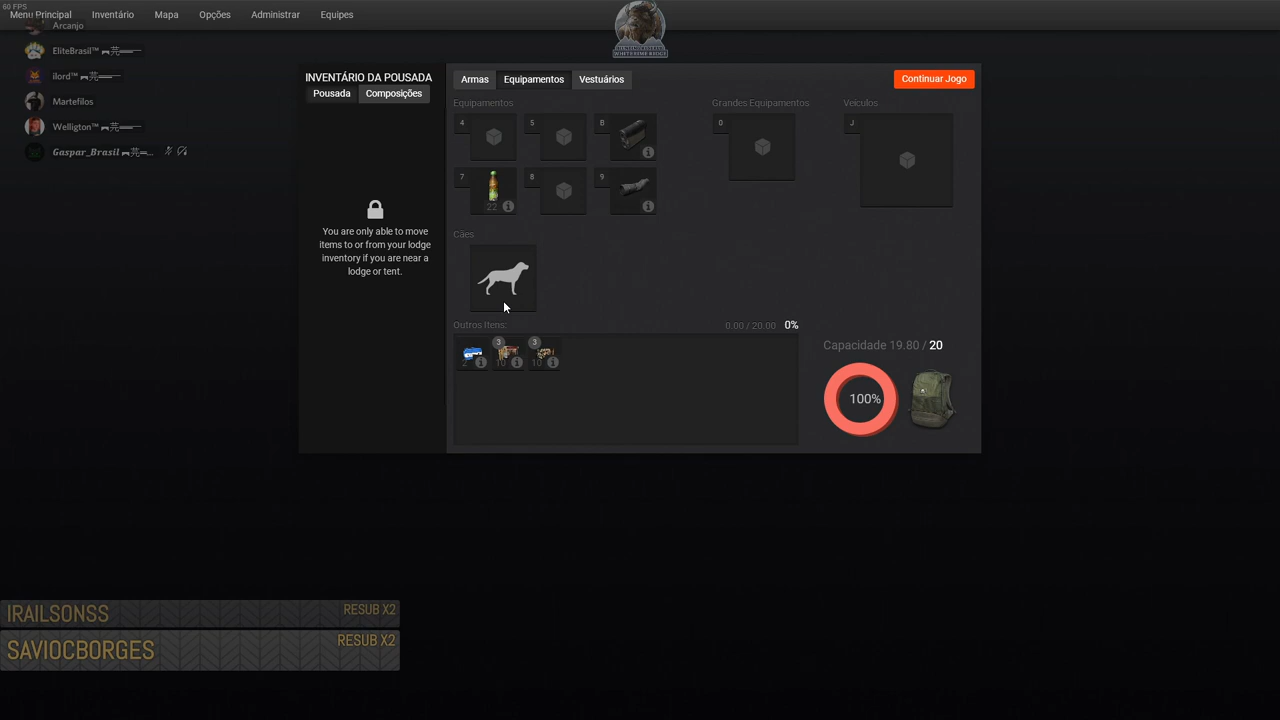 60 FPS
Menu Principal
Inventário
Mapa
Opções
Administrar
Equipes
Arcanjo
EliteBrasil™
ilord™
Martefilos
Welligton™
Gaspar_Brasil
INVENTÁRIO DA POUSADA
Pousada
Composições
You are only able to move
items to or from your lodge
inventory if you are near a
lodge or tent.
Armas
Equipamentos
Vestuários
Continuar Jogo
Equipamentos
Grandes Equipamentos
Veículos
4
5
B
0
J
7
22
8
9
Cães
Outros Itens:
0.00 / 20.00
0%
2
3
10
3
10
Capacidade 19.80 / 20
100%
IRAILSONSS
RESUB X2
SAVIOCBORGES
RESUB X2